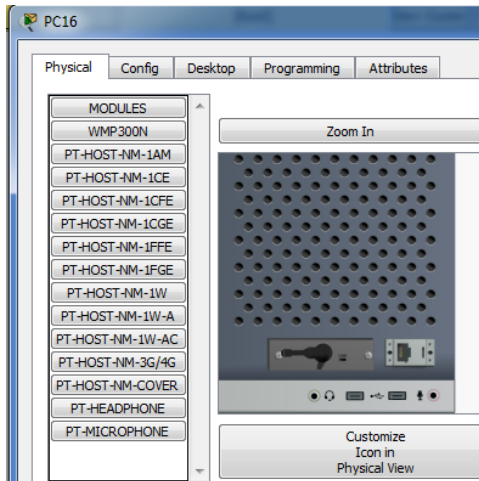 PC16
Physical
Config
Desktop
Programming
Attributes
MODULES
WMP300N
PT-HOST-NM-1AM
PT-HOST-NM-1CE
PT-HOST-NM-1CFE
PT-HOST-NM-1CGE
PT-HOST-NM-1FFE
PT-HOST-NM-1FGE
PT-HOST-NM-1W
PT-HOST-NM-1W-A
PT-HOST-NM-1W-AC
PT-HOST-NM-3G/4G
PT-HOST-NM-COVER
PT-HEADPHONE
PT-MICROPHONE
Zoom In
Customize
Icon in
Physical View